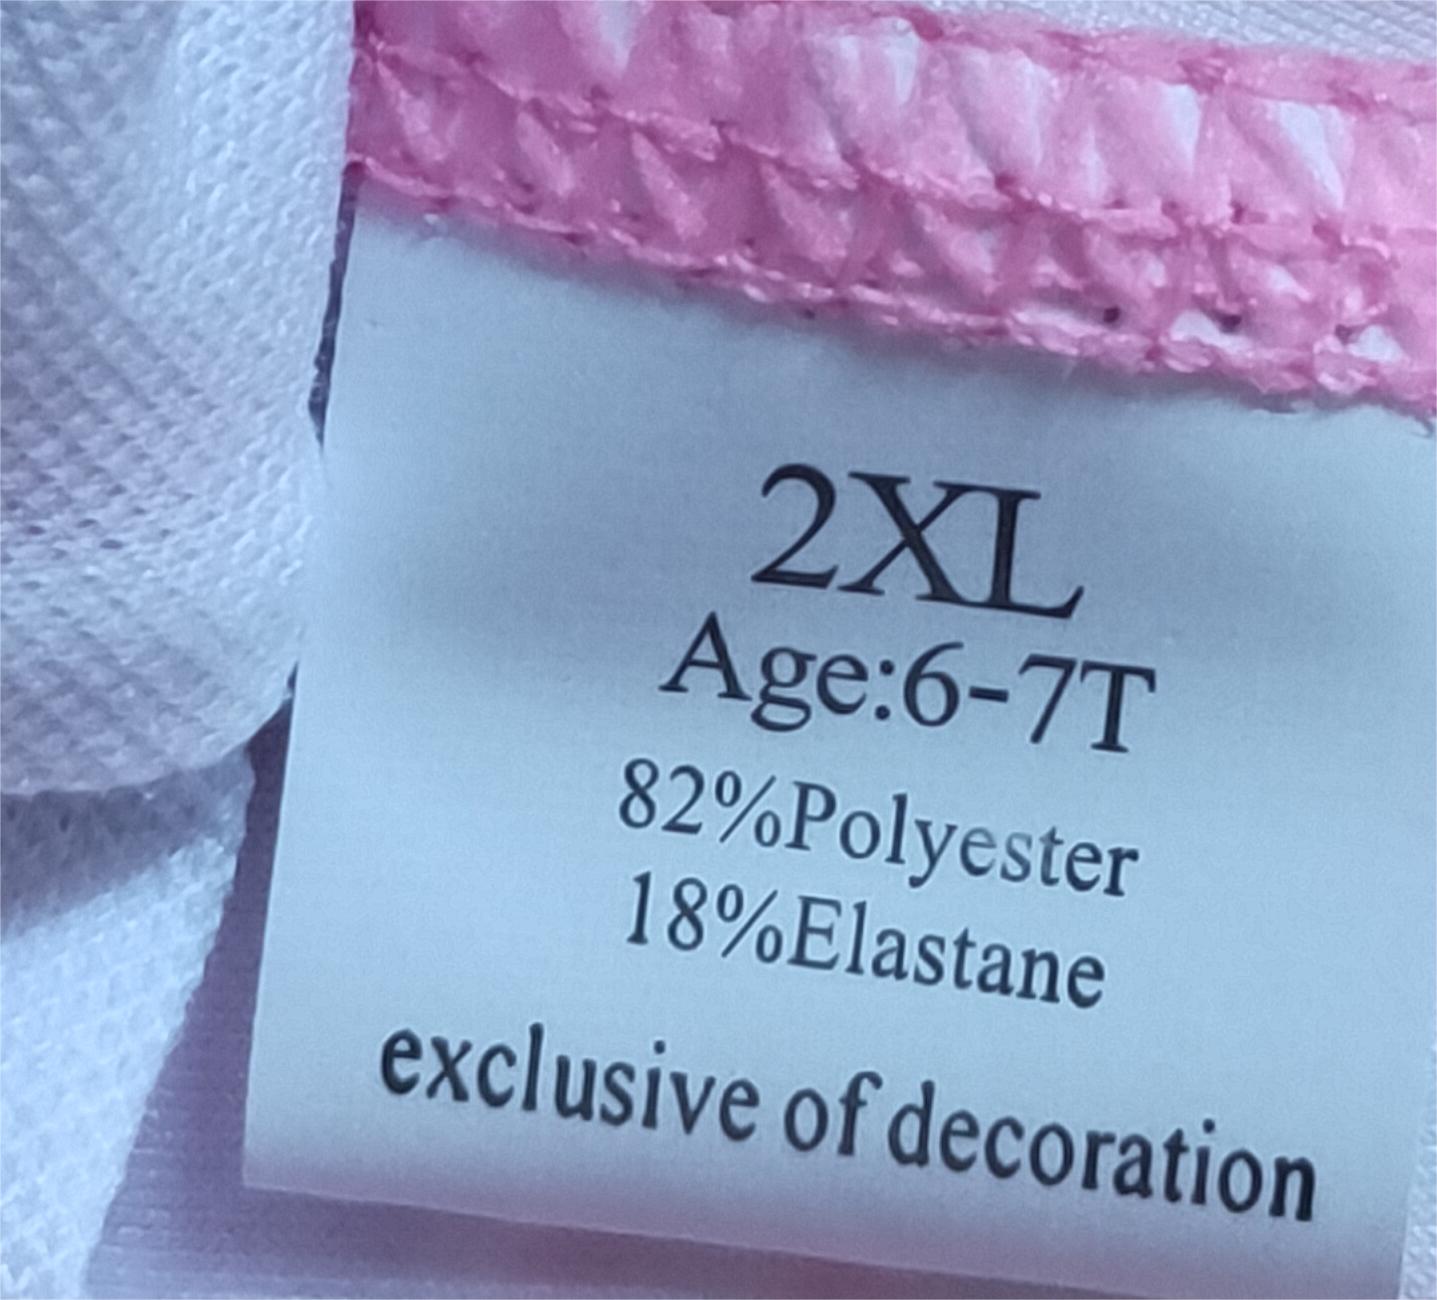 2XL
Age:6-7T
82%Polyester
18%Elastane
exclusive of decoration